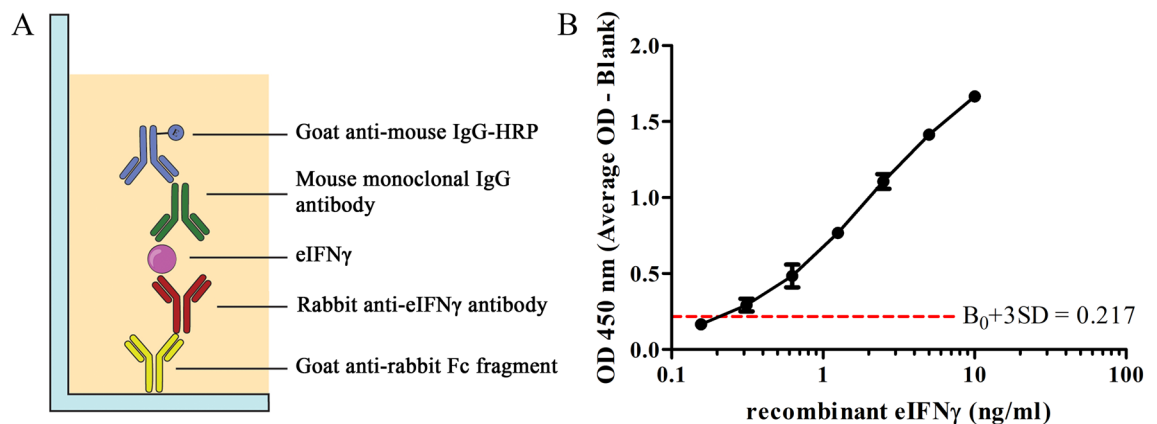 A
Goat anti-mouse IgG-HRP
Mouse monoclonal IgG
antibody
eIFNγ
Rabbit anti-eIFNγ antibody
Goat anti-rabbit Fc fragment
B
OD 450 nm (Average OD - Blank)
2.0
1.5
1.0
0.5
0.0
B₀+3SD = 0.217
0.1
1
10
100
recombinant eIFNγ (ng/ml)